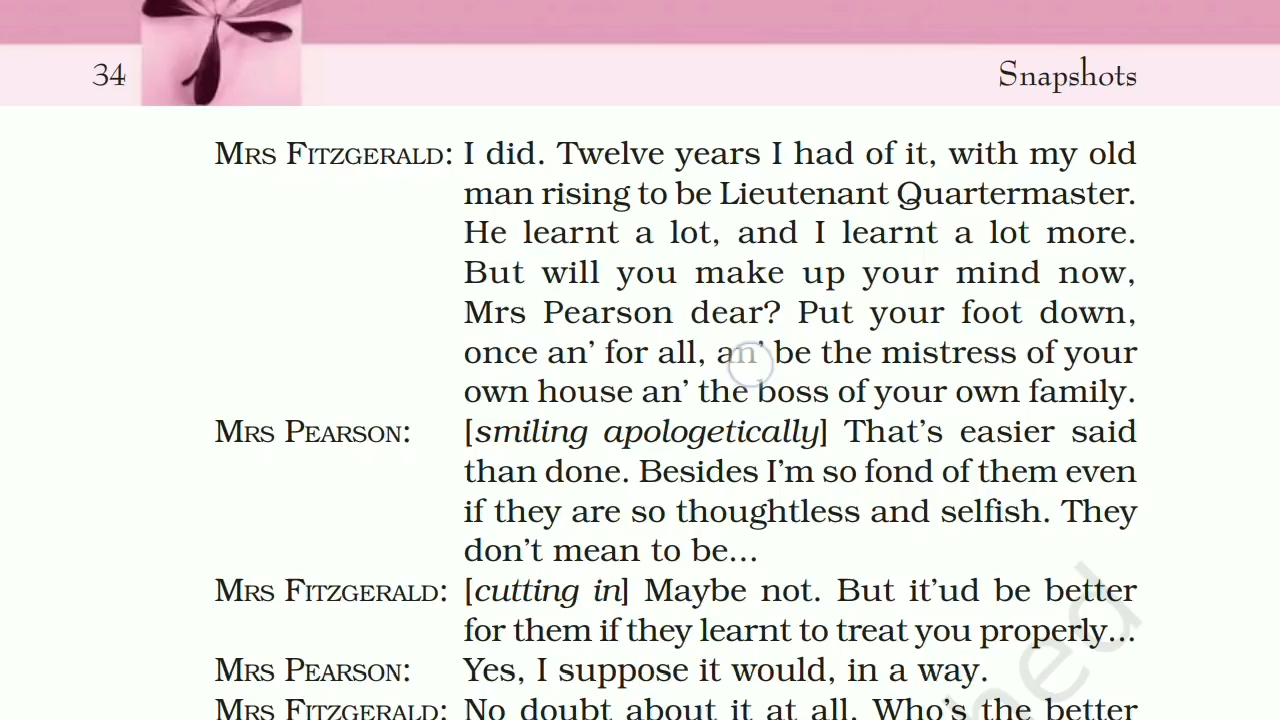 34
Snapshots
MRS FITZGERALD: I did. Twelve years I had of it, with my old
man rising to be Lieutenant Quartermaster.
He learnt a lot, and I learnt a lot more.
But will you make up your mind now,
Mrs Pearson dear? Put your foot down,
once an’ for all, an’ be the mistress of your
own house an’ the boss of your own family.
MRS PEARSON: [smiling apologetically] That’s easier said
than done. Besides I’m so fond of them even
if they are so thoughtless and selfish. They
don’t mean to be...
MRS FITZGERALD: [cutting in] Maybe not. But it’ud be better
for them if they learnt to treat you properly...
MRS PEARSON: Yes, I suppose it would, in a way.
MRS FITZGERALD: No doubt about it at all. Who’s the better